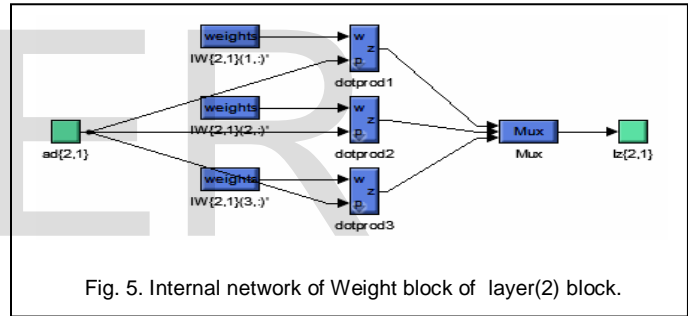 weights
w
z
p
IW{2,1}(1,:)'
dotprod1
weights
w
z
p
ad{2,1}
IW{2,1}(2,:)'
dotprod2
Mux
Mux
lz{2,1}
weights
w
z
p
IW{2,1}(3,:)'
dotprod3
ER
Fig. 5. Internal network of Weight block of layer(2) block.